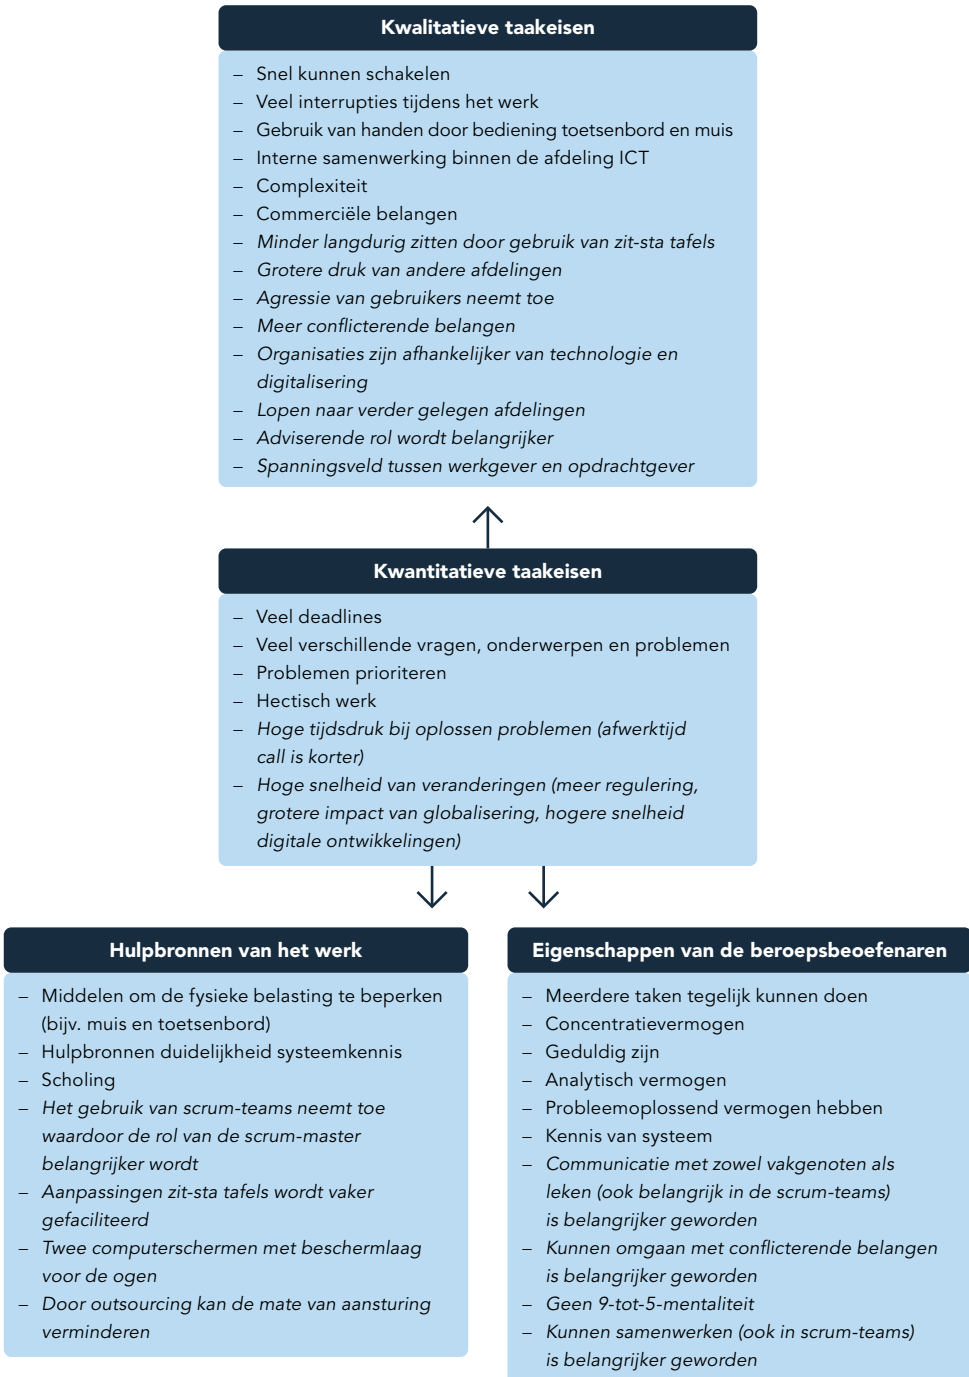 Kwalitatieve taakeisen
– Snel kunnen schakelen
– Veel interrupties tijdens het werk
– Gebruik van handen door bediening toetsenbord en muis
– Interne samenwerking binnen de afdeling ICT
– Complexiteit
– Commerciële belangen
– Minder langdurig zitten door gebruik van zit-sta tafels
– Grotere druk van andere afdelingen
– Agressie van gebruikers neemt toe
– Meer conflicterende belangen
– Organisaties zijn afhankelijker van technologie en
digitalisering
– Lopen naar verder gelegen afdelingen
– Adviserende rol wordt belangrijker
– Spanningsveld tussen werkgever en opdrachtgever
Kwantitatieve taakeisen
– Veel deadlines
– Veel verschillende vragen, onderwerpen en problemen
– Problemen prioriteren
– Hectisch werk
– Hoge tijdsdruk bij oplossen problemen (afwerktijd
call is korter)
– Hoge snelheid van veranderingen (meer regulering,
grotere impact van globalisering, hogere snelheid
digitale ontwikkelingen)
Hulpbronnen van het werk
– Middelen om de fysieke belasting te beperken
(bijv. muis en toetsenbord)
– Hulpbronnen duidelijkheid systeemkennis
– Scholing
– Het gebruik van scrum-teams neemt toe
waardoor de rol van de scrum-master
belangrijker wordt
– Aanpassingen zit-sta tafels wordt vaker
gefaciliteerd
– Twee computerschermen met beschermlaag
voor de ogen
– Door outsourcing kan de mate van aansturing
verminderen
Eigenschappen van de beroepsbeoefenaren
– Meerdere taken tegelijk kunnen doen
– Concentratievermogen
– Geduldig zijn
– Analytisch vermogen
– Probleemoplossend vermogen hebben
– Kennis van systeem
– Communicatie met zowel vakgenoten als
leken (ook belangrijk in de scrum-teams)
is belangrijker geworden
– Kunnen omgaan met conflicterende belangen
is belangrijker geworden
– Geen 9-tot-5-mentaliteit
– Kunnen samenwerken (ook in scrum-teams)
is belangrijker geworden